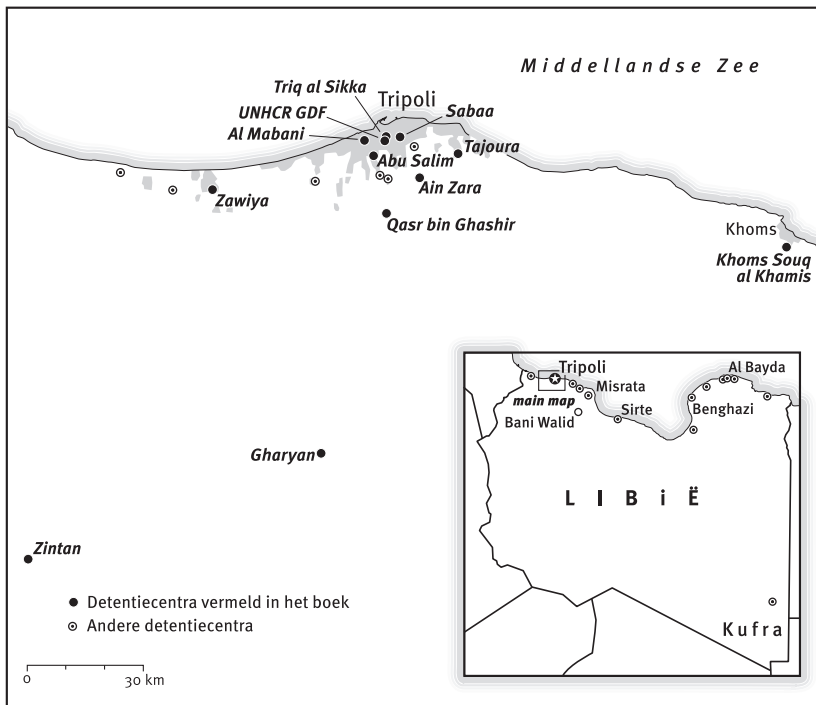 Middellandse Zee
Triq al Sikka
Tripoli
UNHCR GDF
Sabaa
Al Mabani
Tajoura
Abu Salim
Ain Zara
Zawiya
Qasr bin Ghashir
Khoms
Khoms Souq
al Khamis
Gharyan
Zintan
Detentiecentra vermeld in het boek
Andere detentiecentra
0 30 km
Tripoli
Al Bayda
Misrata
main map
Sirte
Benghazi
Bani Walid
LIBiË
Kufra